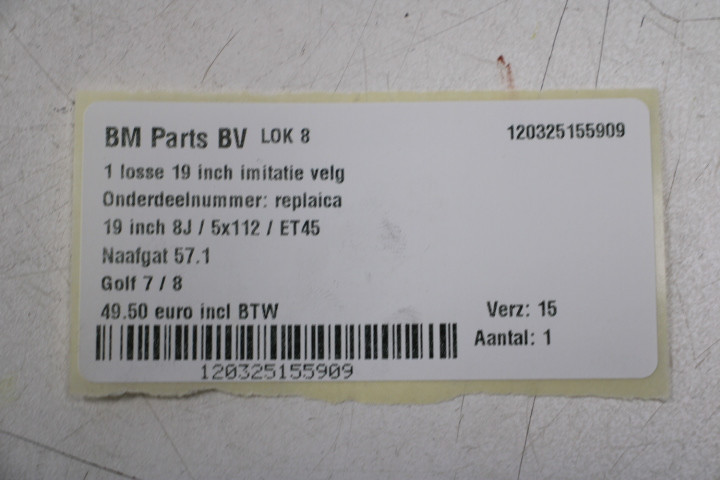 BM Parts BV LOK 8 120325155909
1 losse 19 inch imitatie velg
Onderdeelnummer: replaica
19 inch 8J / 5x112 / ET45
Naafgat 57.1
Golf 7 / 8
49.50 euro incl BTW Verz: 15
Aantal: 1
120325155909